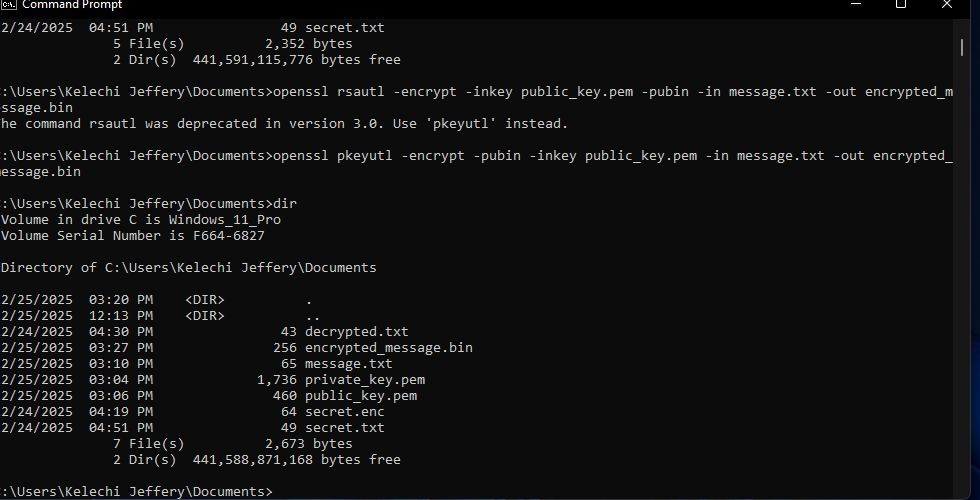 Command Prompt
2/24/2025  04:51 PM                49 secret.txt
5 File(s)          2,352 bytes
2 Dir(s)  441,591,115,776 bytes free
:\Users\Kelechi Jeffery\Documents>openssl rsautl -encrypt -inkey public_key.pem -pubin -in message.txt -out encrypted_m
essage.bin
he command rsautl was deprecated in version 3.0. Use 'pkeyutl' instead.
:\Users\Kelechi Jeffery\Documents>openssl pkeyutl -encrypt -pubin -inkey public_key.pem -in message.txt -out encrypted_
message.bin
:\Users\Kelechi Jeffery\Documents>dir
Volume in drive C is Windows_11_Pro
Volume Serial Number is F664-6827
Directory of C:\Users\Kelechi Jeffery\Documents
2/25/2025  03:20 PM    <DIR>          .
2/25/2025  12:13 PM    <DIR>          ..
2/24/2025  04:30 PM                43 decrypted.txt
2/25/2025  03:27 PM               256 encrypted_message.bin
2/25/2025  03:10 PM                65 message.txt
2/25/2025  03:04 PM             1,736 private_key.pem
2/25/2025  03:06 PM               460 public_key.pem
2/24/2025  04:19 PM                64 secret.enc
2/24/2025  04:51 PM                49 secret.txt
7 File(s)          2,673 bytes
2 Dir(s)  441,588,871,168 bytes free
:\Users\Kelechi Jeffery\Documents>